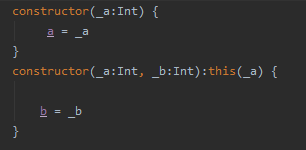 constructor(_a:Int) {
a = _a
}
constructor(_a:Int, _b:Int):this(_a) {
b = _b
}